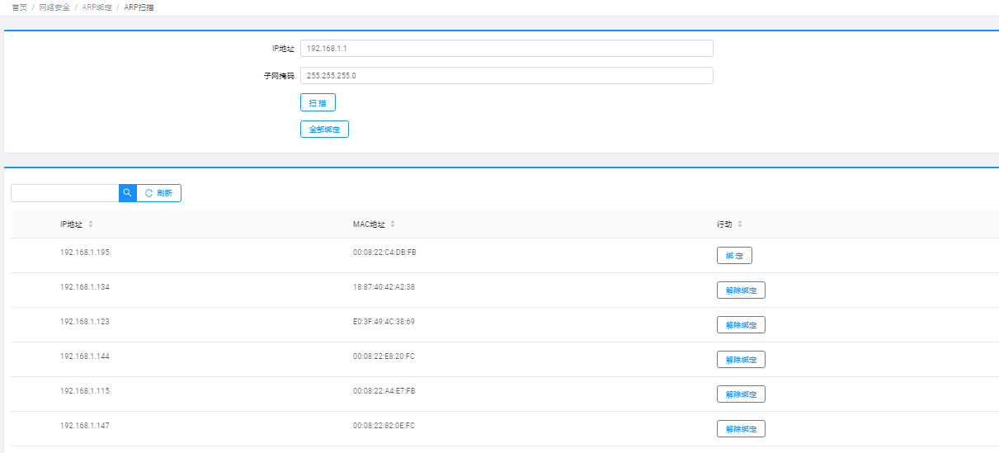 首页 / 网络安全 / ARP绑定 / ARP扫描
IP地址 192.168.1.1
子网掩码 255.255.255.0
扫 描
全部绑定
刷新
IP地址 MAC地址 行动
192.168.1.195 00:08:22:C4:DB:FB 绑 定
192.168.1.134 18:87:40:42:A2:38 解除绑定
192.168.1.123 E0:3F:49:4C:38:69 解除绑定
192.168.1.144 00:08:22:E8:20:FC 解除绑定
192.168.1.115 00:08:22:A4:E7:FB 解除绑定
192.168.1.147 00:08:22:82:0E:FC 解除绑定